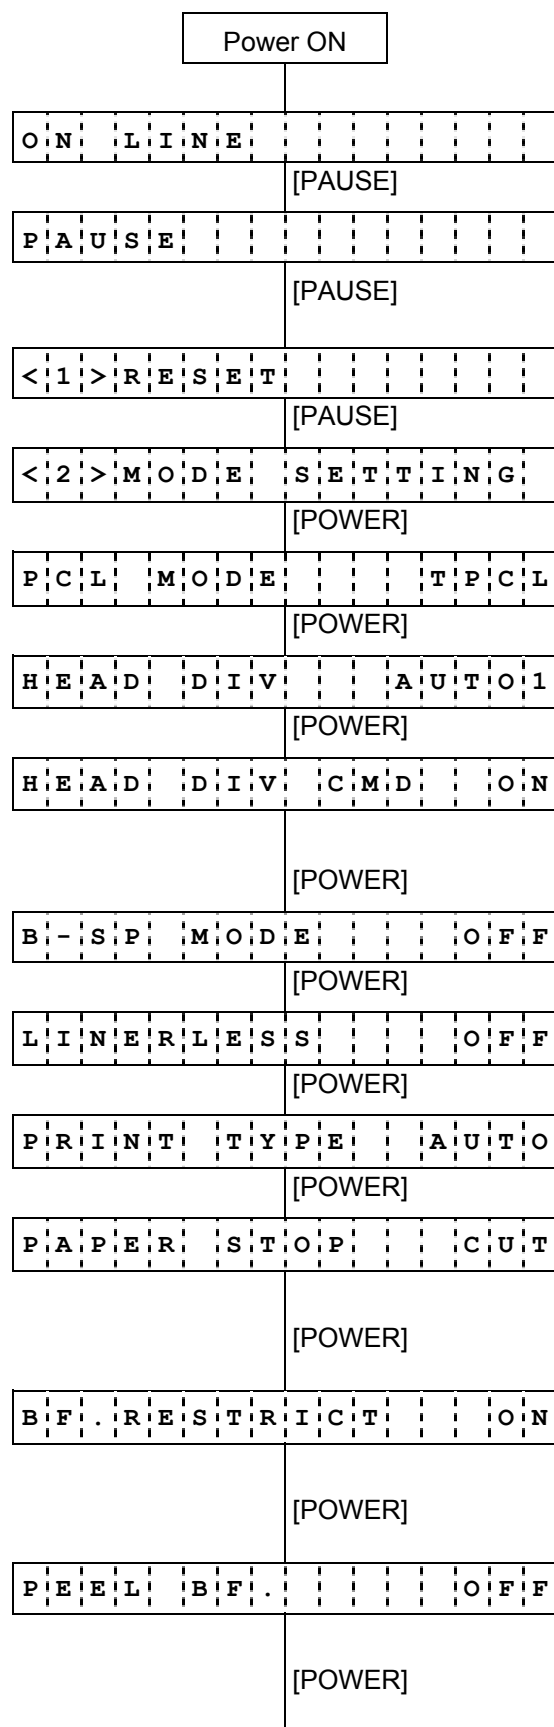 Power ON
ON LINE
[PAUSE]
PAUSE
[PAUSE]
<1>RESET
[PAUSE]
<2>MODE SETTING
[POWER]
PCL MODE    TPCL
[POWER]
HEAD DIV   AUTO1
[POWER]
HEAD DIV CMD  ON
[POWER]
B-SP MODE    OFF
[POWER]
LINERLESS    OFF
[POWER]
PRINT TYPE  AUTO
[POWER]
PAPER STOP   CUT
[POWER]
BF.RESTRICT   ON
[POWER]
PEEL BF.     OFF
[POWER]